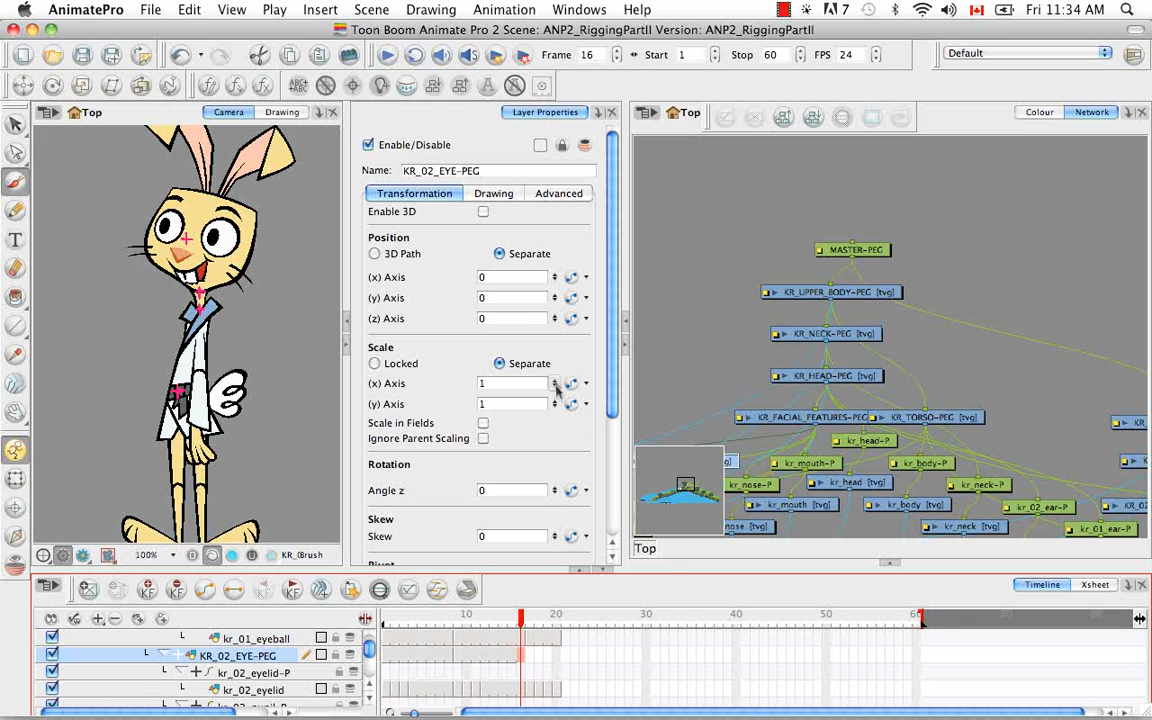 AnimatePro File Edit View Play Insert Scene Drawing Animation Windows Help 7 Fri 11:34 AM
Toon Boom Animate Pro 2 Scene: ANP2_RiggingPartII Version: ANP2_RiggingPartII
Frame 16 Start 1 Stop 60 FPS 24 Default
Top Camera Drawing
Layer Properties
Top Colour Network
Enable/Disable
Name: KR_02_EYE-PEG
Transformation Drawing Advanced
Enable 3D
Position
3D Path Separate
(x) Axis 0
(y) Axis 0
(z) Axis 0
Scale
Locked Separate
(x) Axis 1
(y) Axis 1
Scale in Fields
Ignore Parent Scaling
Rotation
Angle z 0
Skew
Skew 0
Pivot
MASTER-PEG
KR_UPPER_BODY-PEG [tvg]
KR_NECK-PEG [tvg]
KR_HEAD-PEG [tvg]
KR_FACIAL_FEATURES-PEG KR_TORSO-PEG [tvg]
kr_head-P
kr_mouth-P kr_body-P
kr_nose-P kr_head [tvg] kr_neck-P
kr_mouth [tvg] kr_body [tvg] kr_02_ear-P
nose [tvg] kr_neck [tvg] kr_01_ear-P
Top
100% KR_(Brush
Timeline Xsheet
10 20 30 40 50 60
kr_01_eyeball
KR_02_EYE-PEG
kr_02_eyelid-P
kr_02_eyelid
kr_02_pupil-P